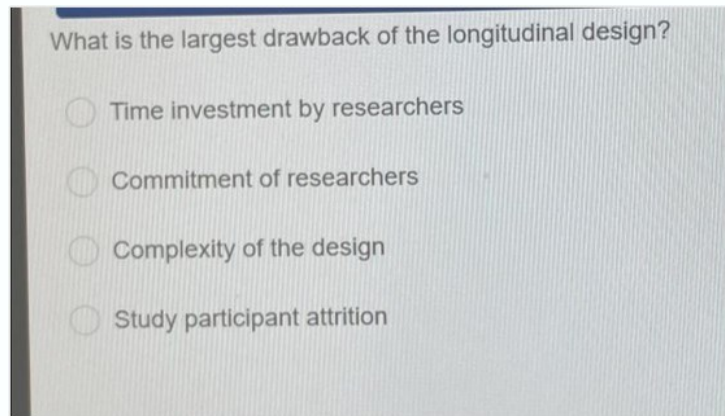 What is the largest drawback of the longitudinal design?
Time investment by researchers
Commitment of researchers
Complexity of the design
Study participant attrition